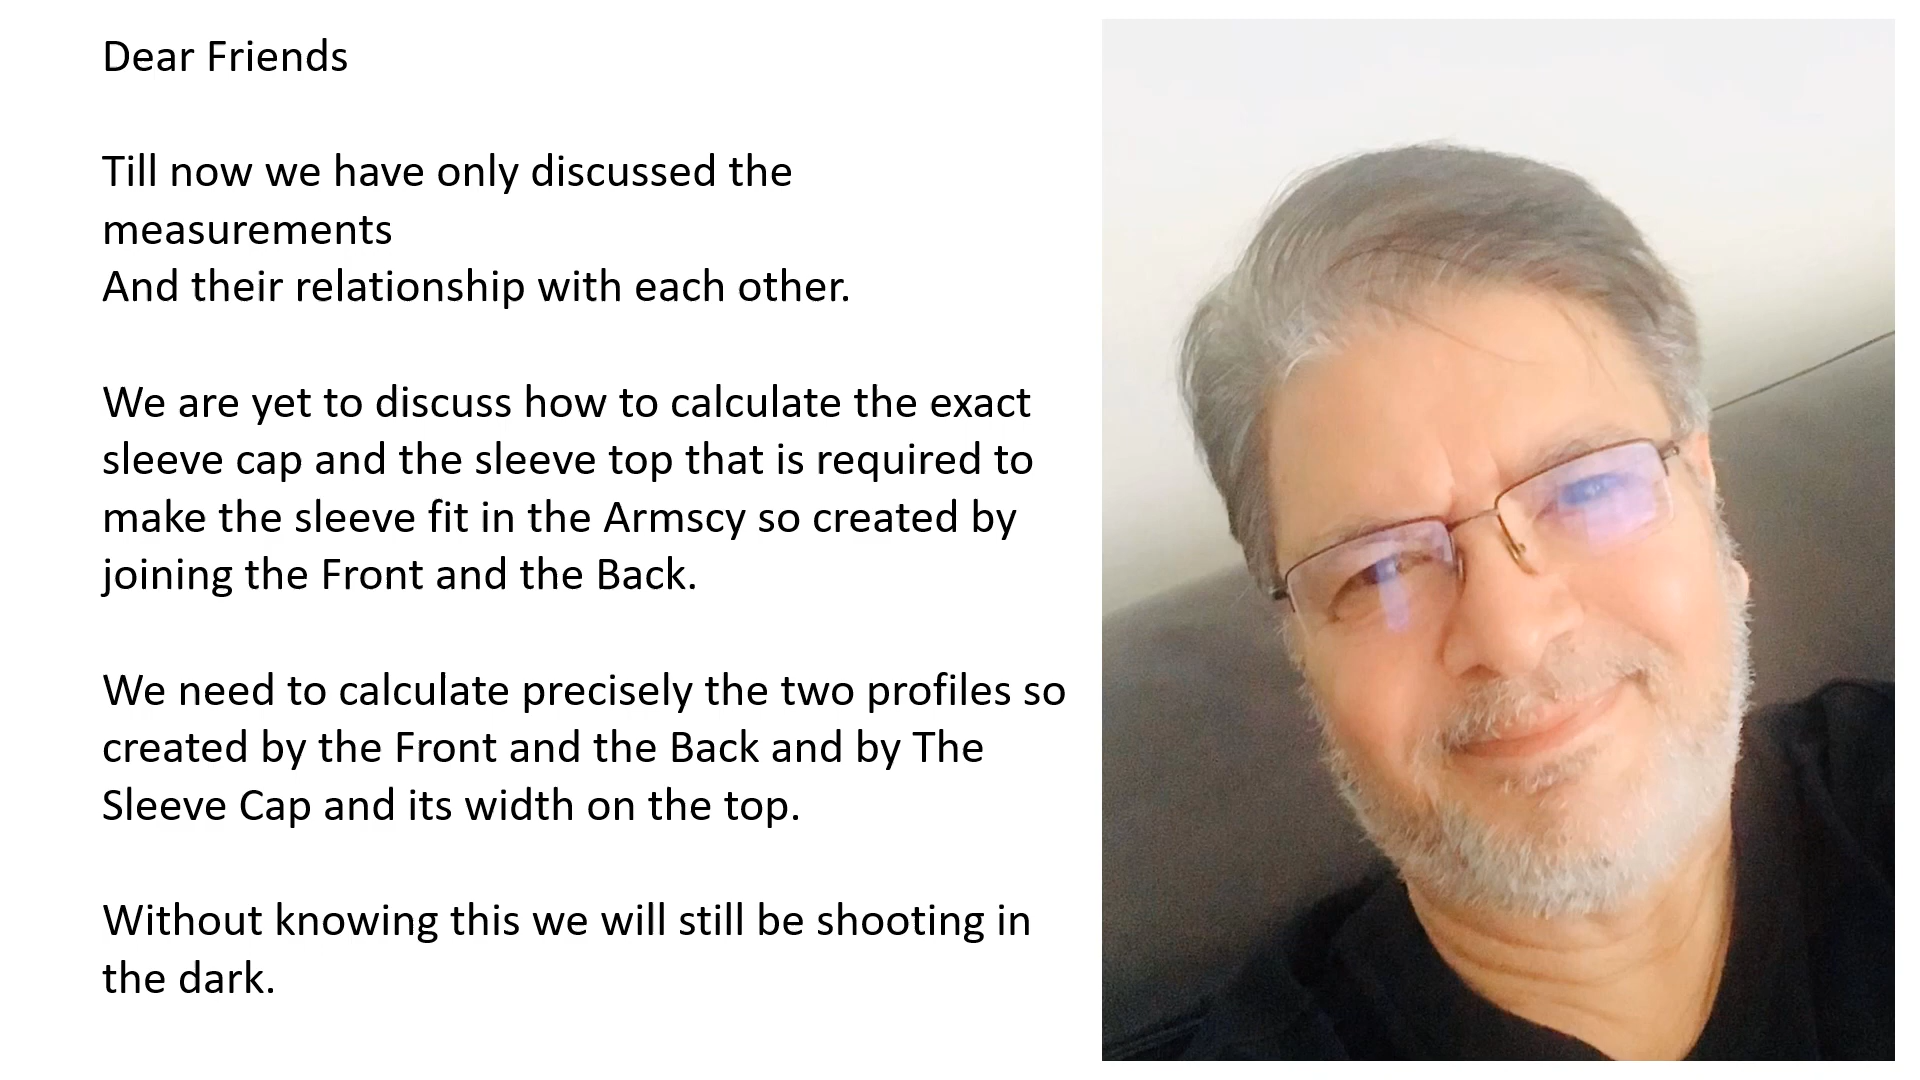 Dear Friends
Till now we have only discussed the
measurements
And their relationship with each other.
We are yet to discuss how to calculate the exact
sleeve cap and the sleeve top that is required to
make the sleeve fit in the Armscy so created by
joining the Front and the Back.
We need to calculate precisely the two profiles so
created by the Front and the Back and by The
Sleeve Cap and its width on the top.
Without knowing this we will still be shooting in
the dark.